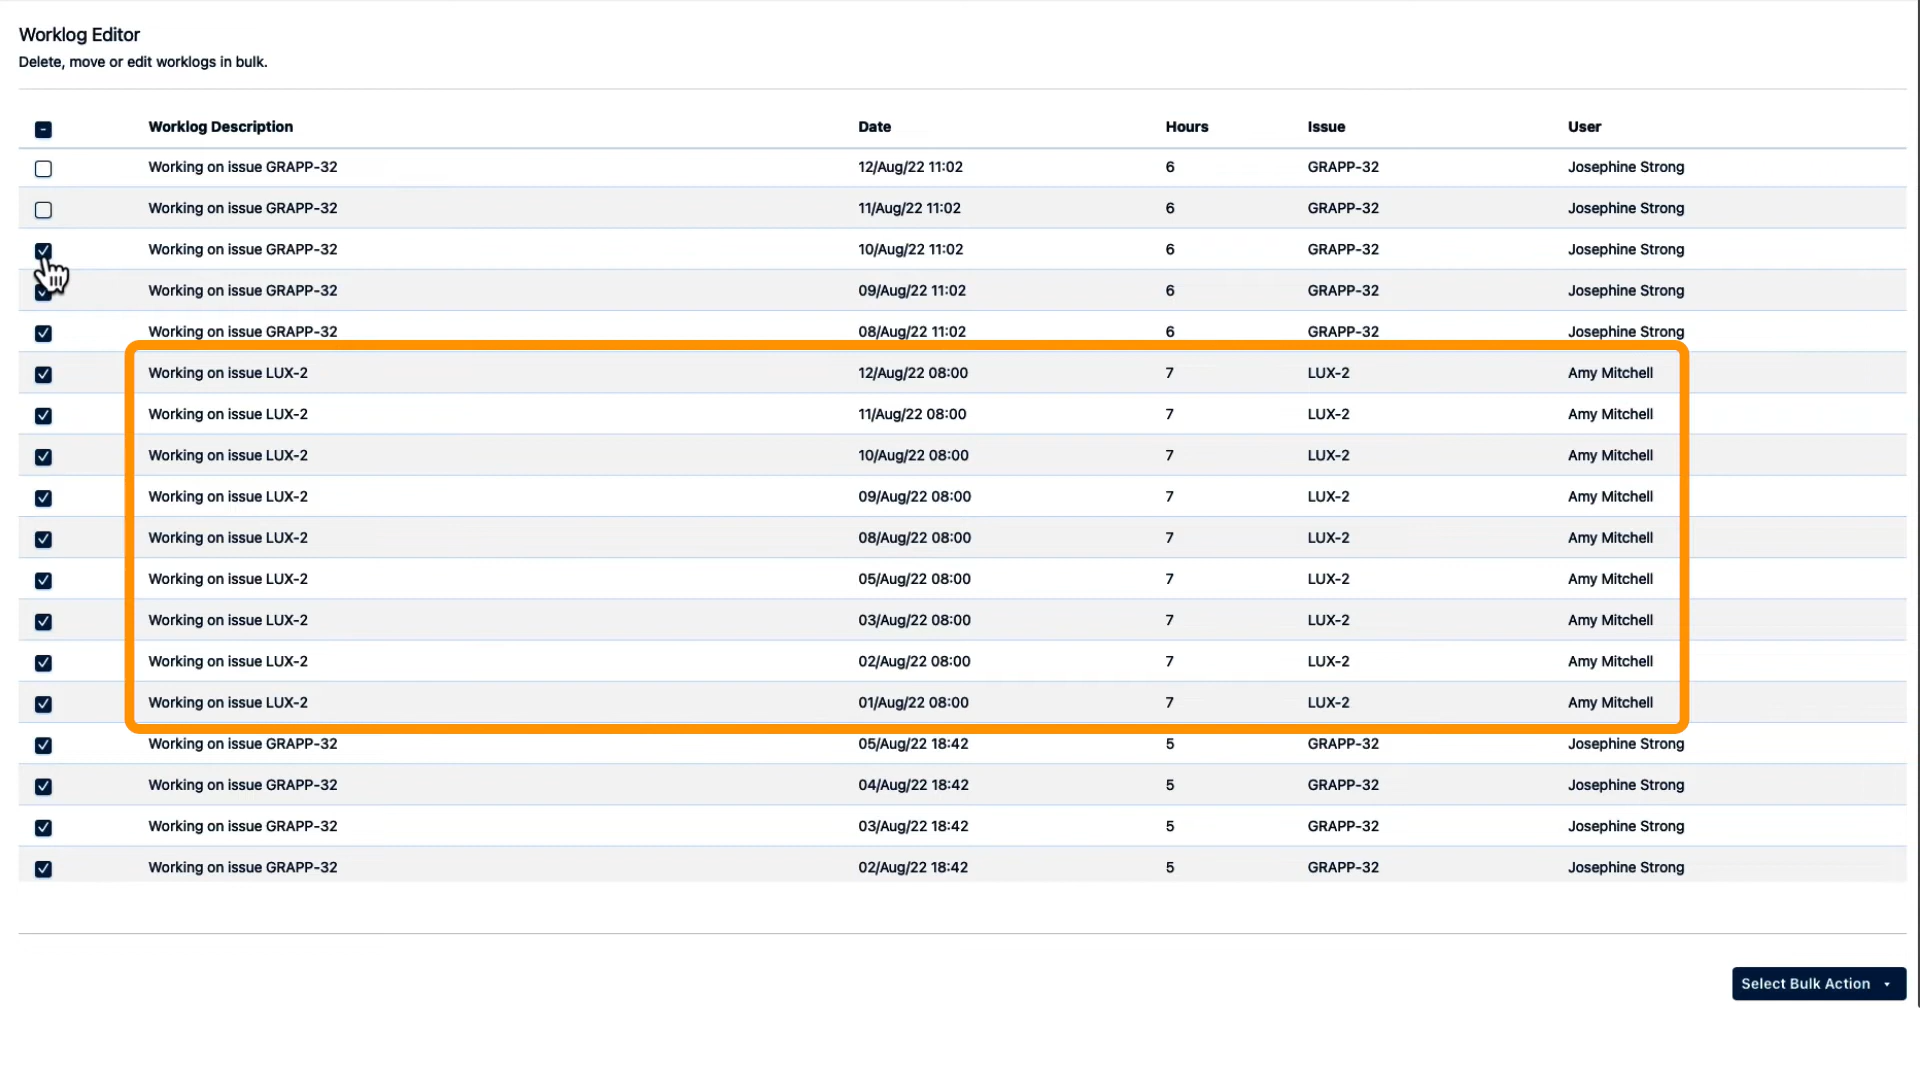 Worklog Editor
Delete, move or edit worklogs in bulk.
Worklog Description Date Hours Issue User
Working on issue GRAPP-32 12/Aug/22 11:02 6 GRAPP-32 Josephine Strong
Working on issue GRAPP-32 11/Aug/22 11:02 6 GRAPP-32 Josephine Strong
Working on issue GRAPP-32 10/Aug/22 11:02 6 GRAPP-32 Josephine Strong
Working on issue GRAPP-32 09/Aug/22 11:02 6 GRAPP-32 Josephine Strong
Working on issue GRAPP-32 08/Aug/22 11:02 6 GRAPP-32 Josephine Strong
Working on issue LUX-2 12/Aug/22 08:00 7 LUX-2 Amy Mitchell
Working on issue LUX-2 11/Aug/22 08:00 7 LUX-2 Amy Mitchell
Working on issue LUX-2 10/Aug/22 08:00 7 LUX-2 Amy Mitchell
Working on issue LUX-2 09/Aug/22 08:00 7 LUX-2 Amy Mitchell
Working on issue LUX-2 08/Aug/22 08:00 7 LUX-2 Amy Mitchell
Working on issue LUX-2 05/Aug/22 08:00 7 LUX-2 Amy Mitchell
Working on issue LUX-2 03/Aug/22 08:00 7 LUX-2 Amy Mitchell
Working on issue LUX-2 02/Aug/22 08:00 7 LUX-2 Amy Mitchell
Working on issue LUX-2 01/Aug/22 08:00 7 LUX-2 Amy Mitchell
Working on issue GRAPP-32 05/Aug/22 18:42 5 GRAPP-32 Josephine Strong
Working on issue GRAPP-32 04/Aug/22 18:42 5 GRAPP-32 Josephine Strong
Working on issue GRAPP-32 03/Aug/22 18:42 5 GRAPP-32 Josephine Strong
Working on issue GRAPP-32 02/Aug/22 18:42 5 GRAPP-32 Josephine Strong
Select Bulk Action